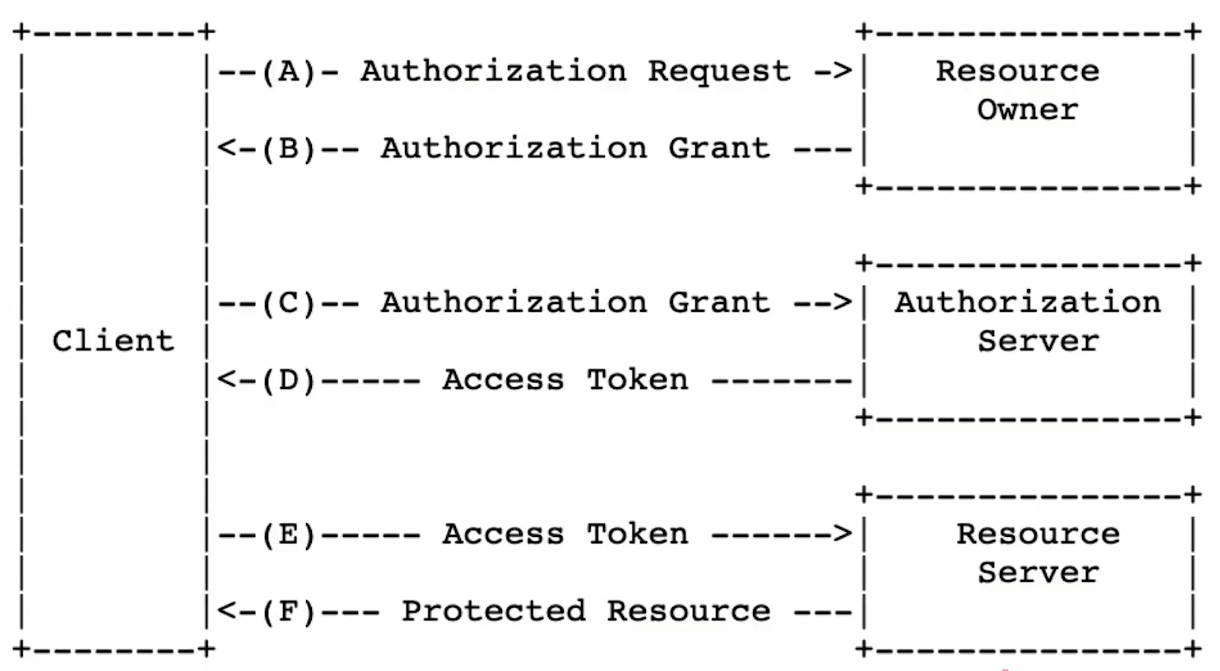 +--------+                               +---------------+
|        |--(A)- Authorization Request ->|   Resource    |
|        |                               |     Owner     |
|        |<-(B)-- Authorization Grant ---|               |
|        |                               +---------------+
|        |
|        |                               +---------------+
|        |--(C)-- Authorization Grant -->| Authorization |
| Client |                               |     Server    |
|        |<-(D)----- Access Token -------|               |
|        |                               +---------------+
|        |
|        |                               +---------------+
|        |--(E)----- Access Token ------>|    Resource   |
|        |                               |     Server    |
|        |<-(F)--- Protected Resource ---|               |
+--------+                               +---------------+